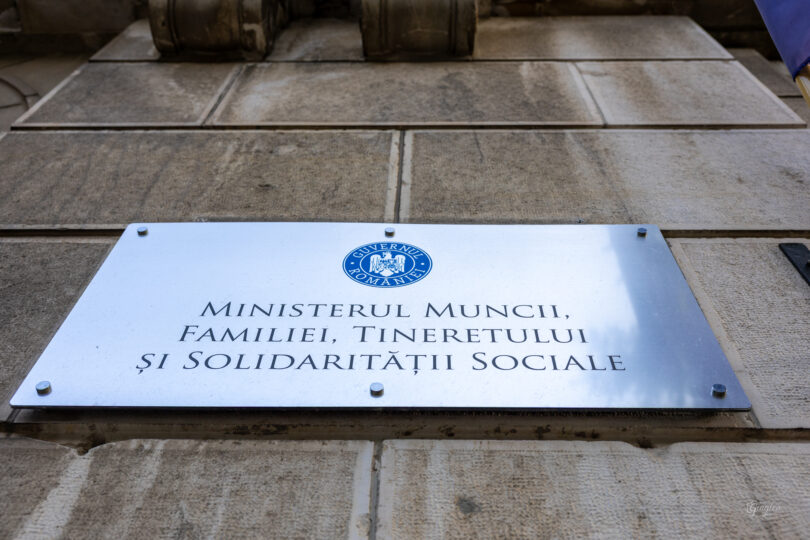 GUVERNUL
ROMÂNIEI
MINISTERUL MUNCII,
FAMILIEI, TINERETULUI
ȘI SOLIDARITĂȚII SOCIALE